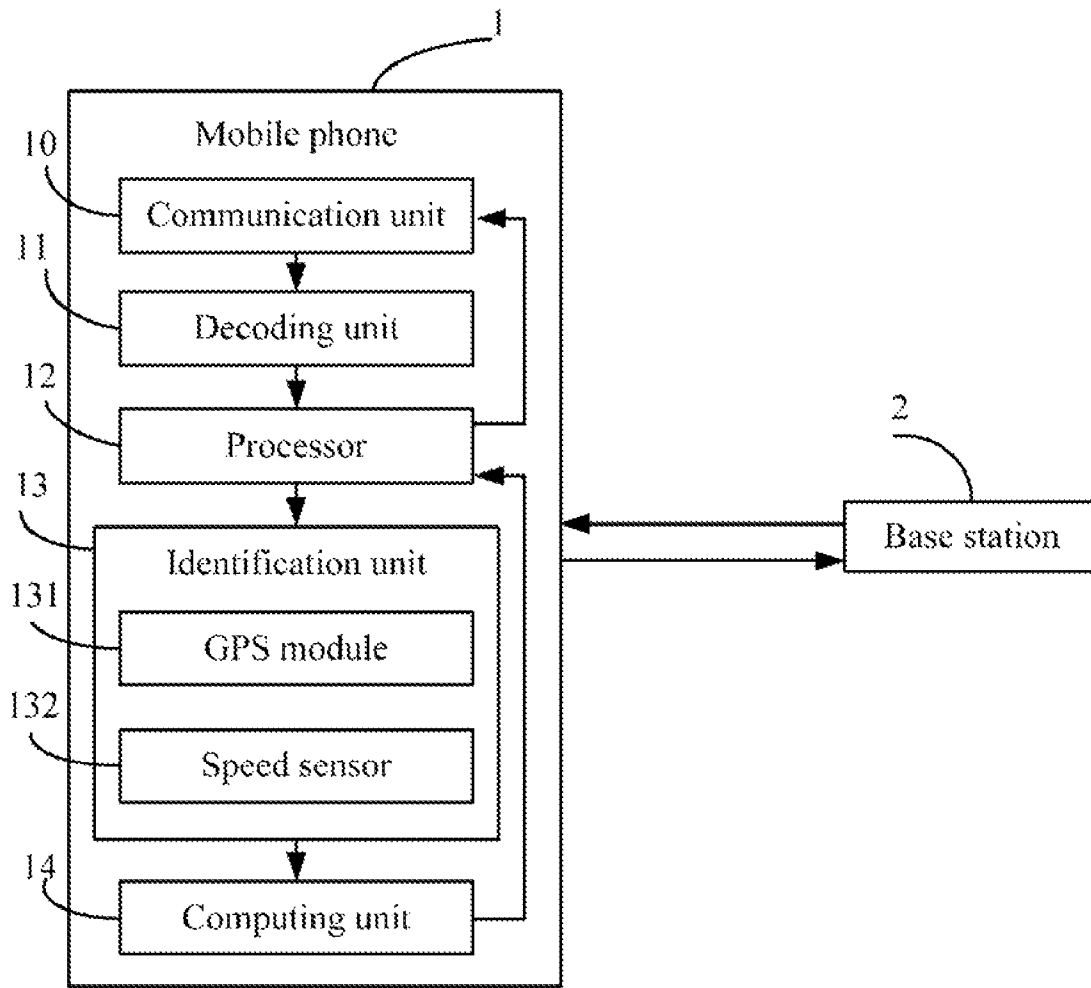 1
Mobile phone
10
Communication unit
11
Decoding unit
12
Processor
13
Identification unit
131
GPS module
132
Speed sensor
14
Computing unit
2
Base station